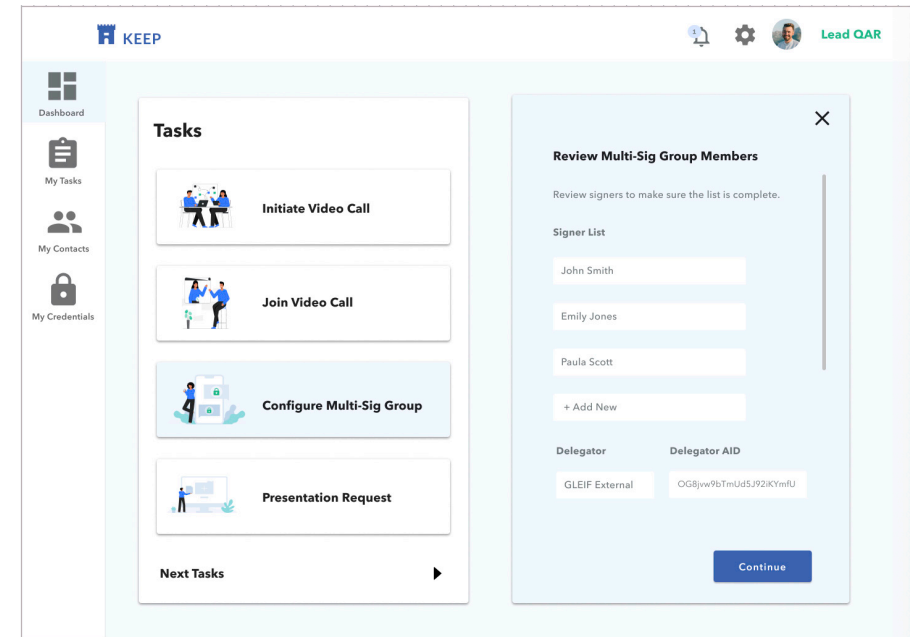 KEEP
1
Lead QAR
Dashboard
My Tasks
My Contacts
My Credentials
Tasks
Initiate Video Call
Join Video Call
Configure Multi-Sig Group
Presentation Request
Next Tasks
Review Multi-Sig Group Members
Review signers to make sure the list is complete.
Signer List
John Smith
Emily Jones
Paula Scott
+ Add New
Delegator Delegator AID
GLEIF External OG8jvw9bTmUd5J92iKYmfU
Continue